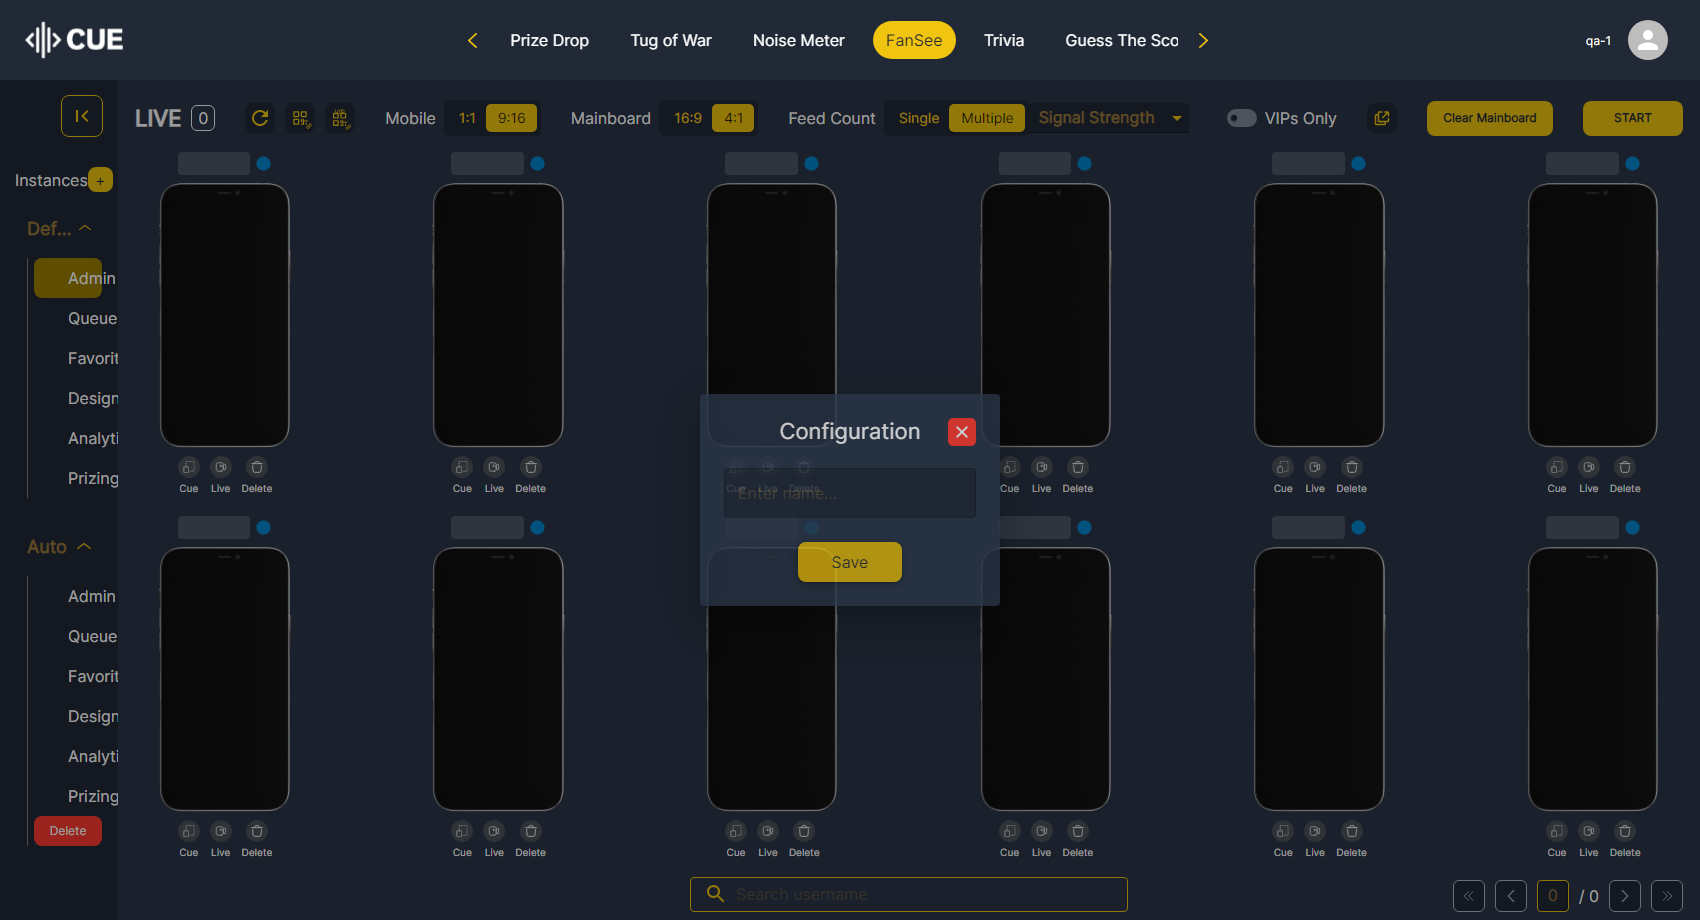 CUE
Prize Drop
Tug of War
Noise Meter
FanSee
Trivia
Guess The Sco
qa-1
LIVE 0
Mobile 1:1 9:16
Mainboard 16:9 4:1
Feed Count Single Multiple
Signal Strength
VIPs Only
Clear Mainboard
START
Instances +
Def...
Admin
Queue
Favorit
Design
Analyti
Prizing
Auto
Admin
Queue
Favorit
Design
Analyti
Prizing
Delete
Configuration
Enter name...
Save
Cue Live Delete
Cue Live Delete
Cue Live Delete
Cue Live Delete
Cue Live Delete
Cue Live Delete
Cue Live Delete
Cue Live Delete
Cue Live Delete
Cue Live Delete
Cue Live Delete
Cue Live Delete
Search username
0 / 0